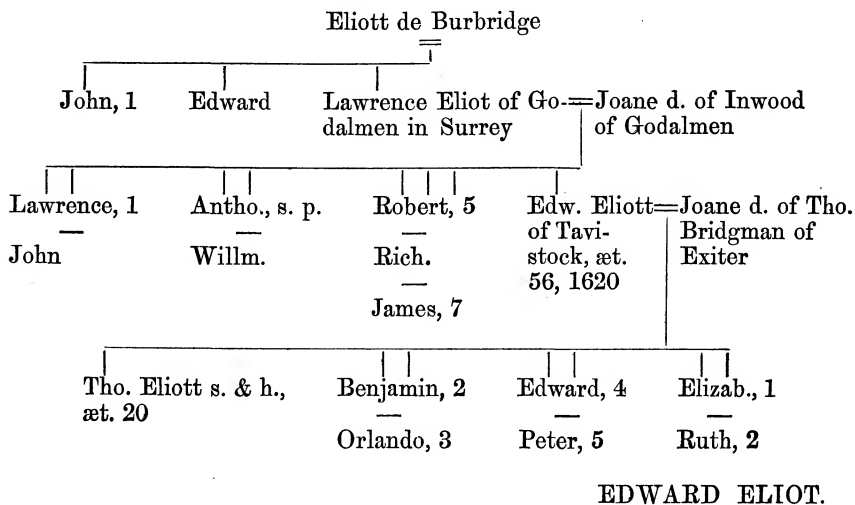 Eliott de Burbridge
John, 1
Edward
Lawrence Eliot of Go-
dalmen in Surrey
Joane d. of Inwood
of Godalmen
Lawrence, 1
John
Antho., s. p.
Willm.
Robert, 5
Rich.
James, 7
Edw. Eliott
of Tavi-
stock, æt.
56, 1620
Joane d. of Tho.
Bridgman of
Exiter
Tho. Eliott s. & h.,
æt. 20
Benjamin, 2
Orlando, 3
Edward, 4
Peter, 5
Elizab., 1
Ruth, 2
EDWARD ELIOT.